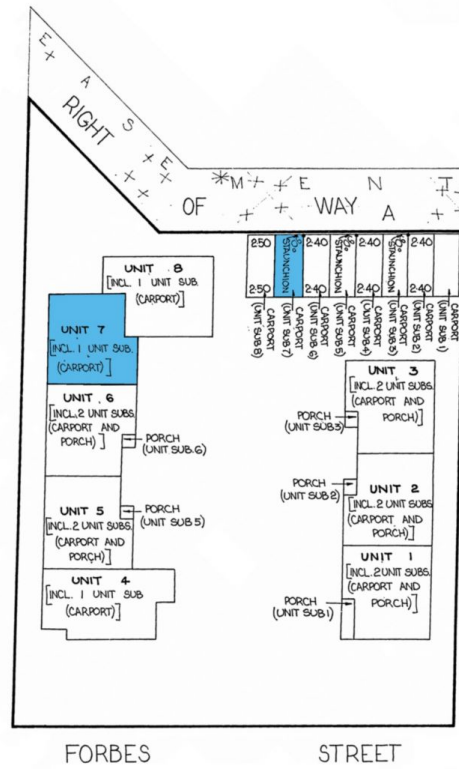 EASEMENT A
RIGHT OF WAY
2·50 2·40 2·40 2·40
STAUNCHION STAUNCHION STAUNCHION
2·50 2·40 2·40 2·40
CARPORT (UNIT SUB.8)
CARPORT (UNIT SUB.7)
CARPORT (UNIT SUB.6)
CARPORT (UNIT SUB.5)
CARPORT (UNIT SUB.4)
CARPORT (UNIT SUB.3)
CARPORT (UNIT SUB.2)
CARPORT (UNIT SUB.1)
UNIT 8
[INCL. 1 UNIT SUB.
(CARPORT)]
UNIT 7
[INCL. 1 UNIT SUB.
(CARPORT)]
UNIT 6
[INCL. 2 UNIT SUBS.
(CARPORT AND
PORCH)]
PORCH
(UNIT SUB.6)
UNIT 5
[INCL. 2 UNIT SUBS.
(CARPORT AND
PORCH)]
PORCH
(UNIT SUB.5)
UNIT 4
[INCL. 1 UNIT SUB
(CARPORT)]
UNIT 3
[INCL. 2 UNIT SUBS.
(CARPORT AND
PORCH)]
PORCH
(UNIT SUB.3)
PORCH
(UNIT SUB.2)
UNIT 2
[INCL. 2 UNIT SUBS.
(CARPORT AND
PORCH)]
UNIT 1
[INCL. 2 UNIT SUBS.
(CARPORT AND
PORCH)]
PORCH
(UNIT SUB.1)
FORBES STREET